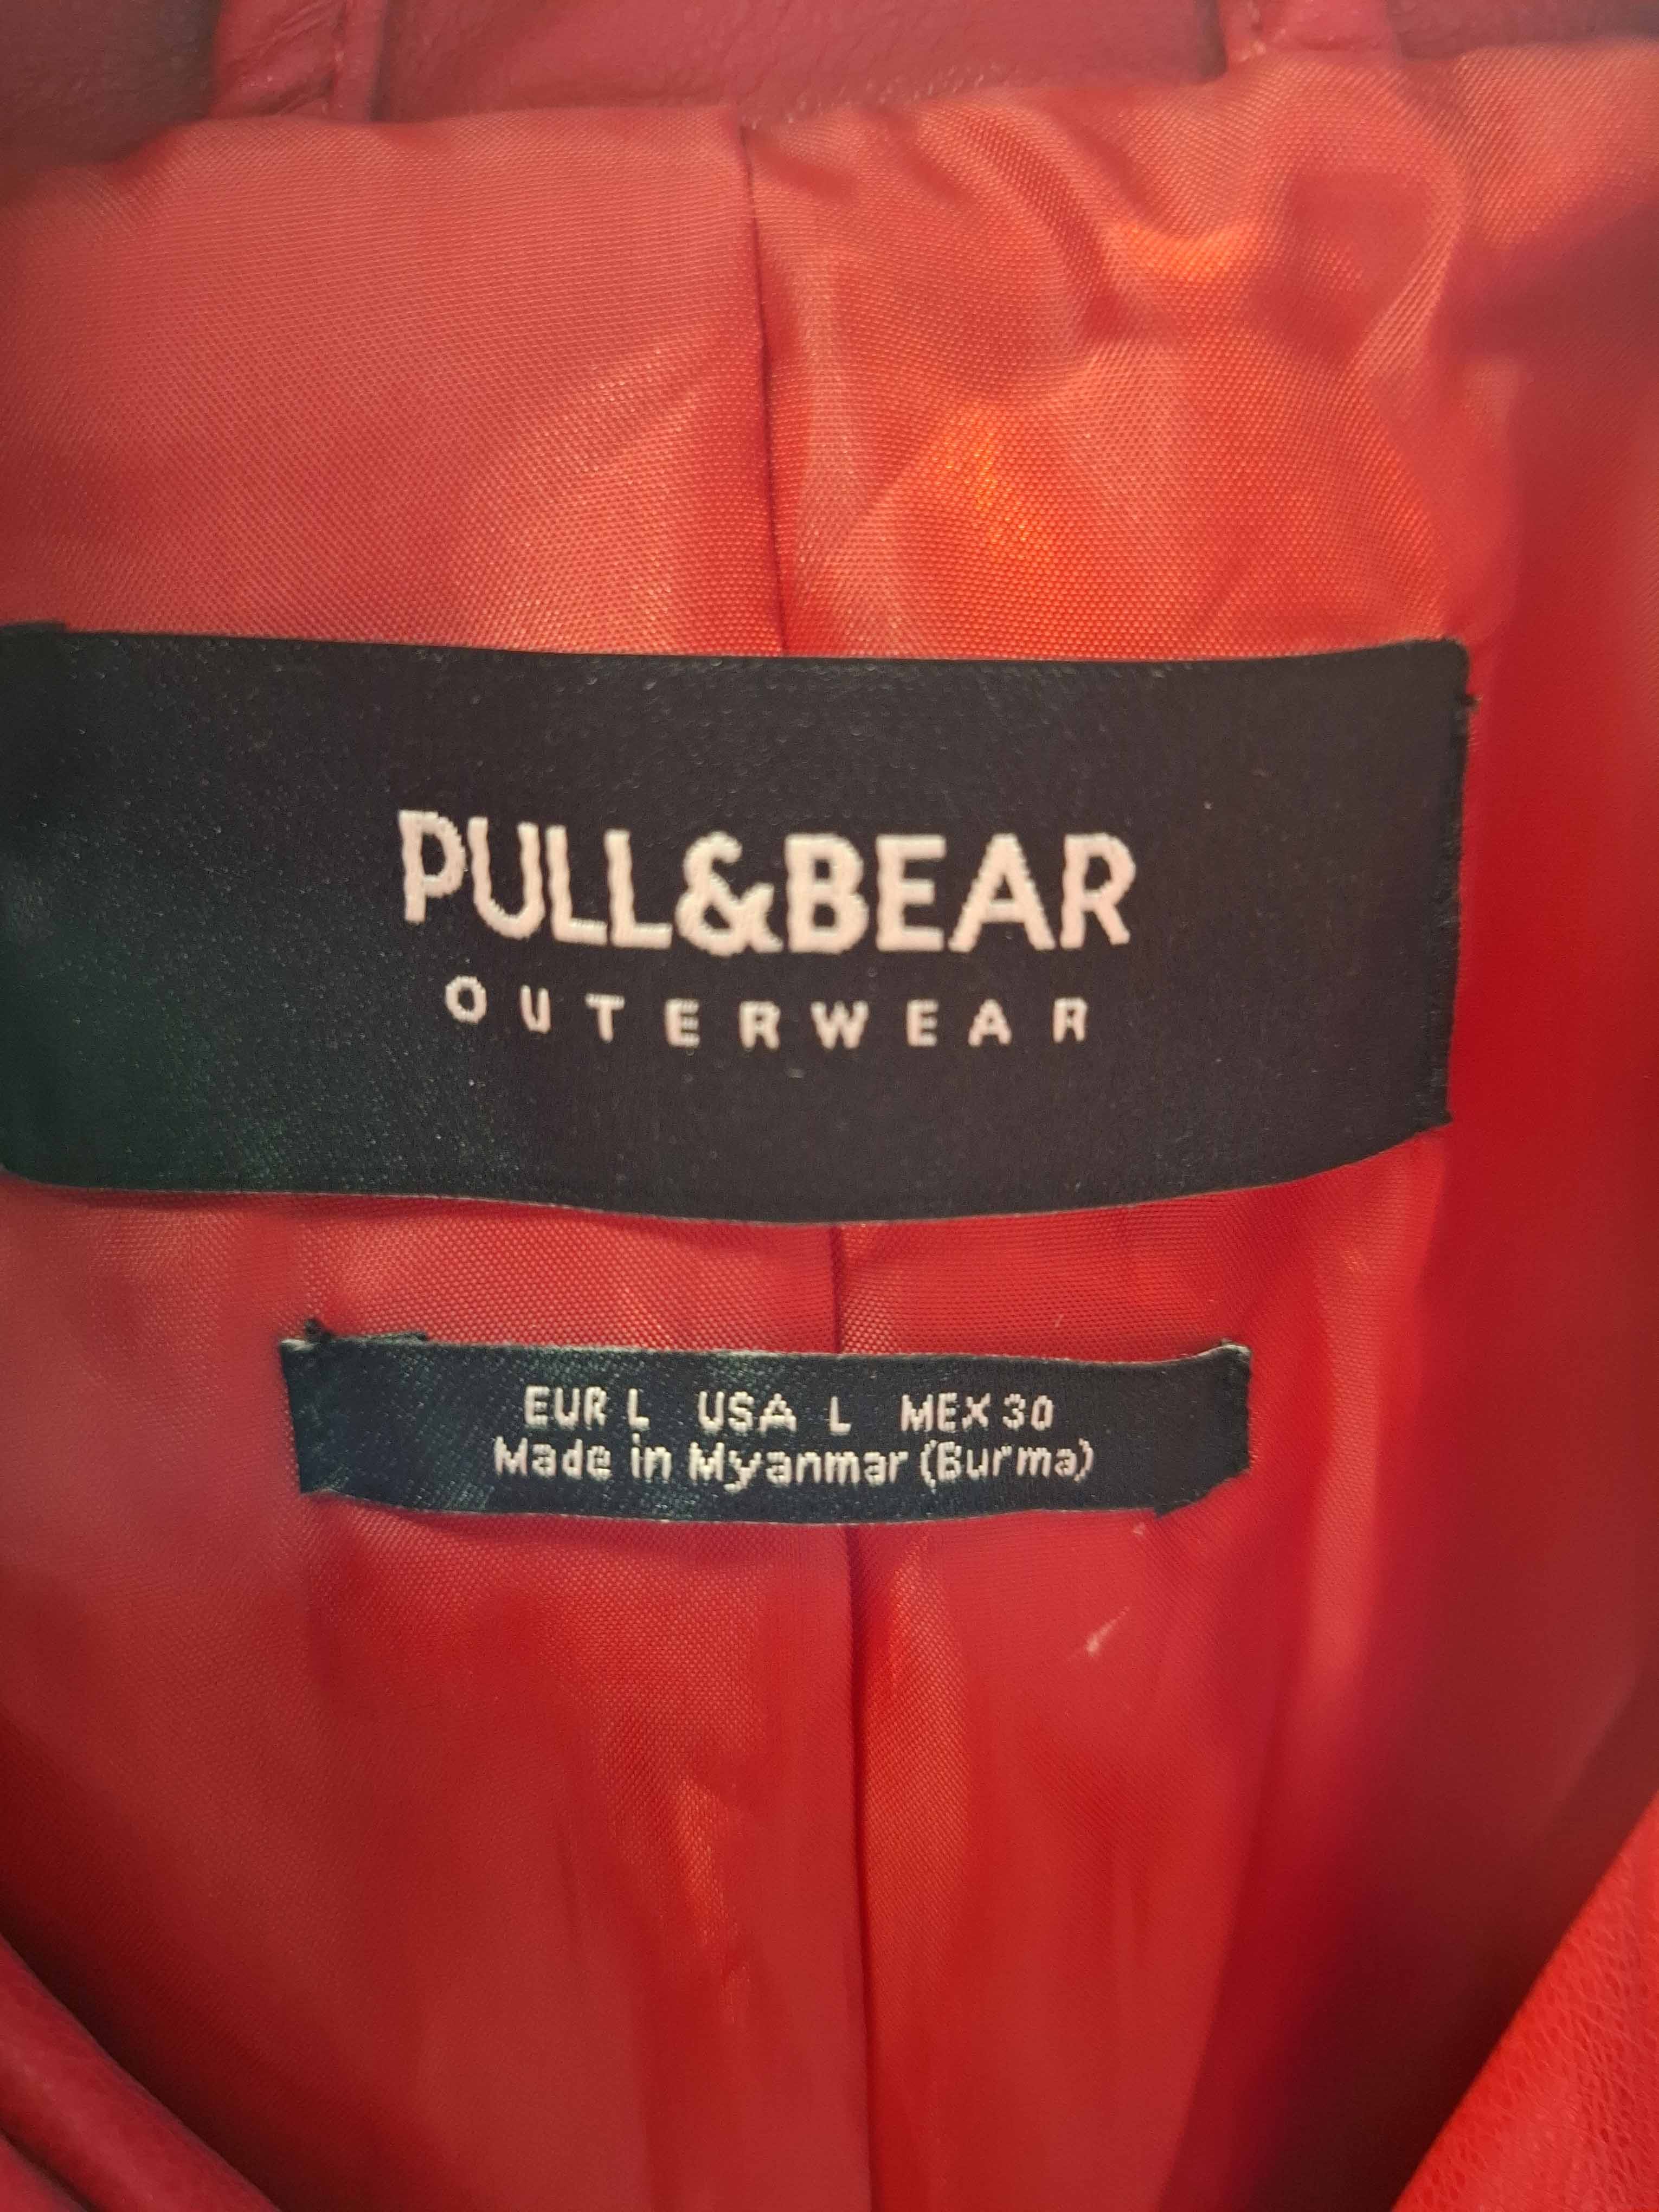 PULL&BEAR
OUTERWEAR
EUR L USA L MEX 30
Made in Myanmar (Burma)